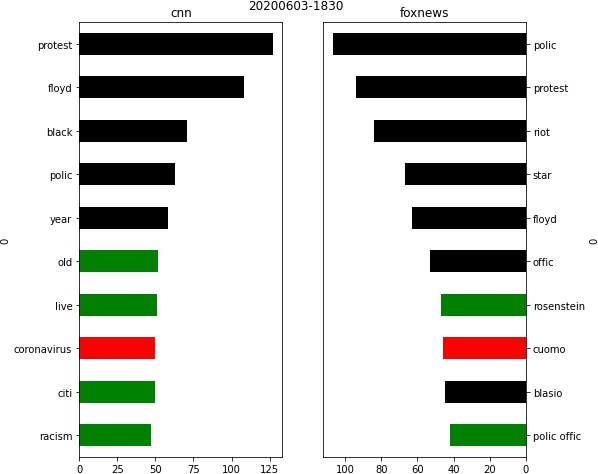 20200603-1830
cnn
foxnews
protest
floyd
black
polic
year
old
live
coronavirus
citi
racism
0 25 50 75 100 125
0
polic
protest
riot
star
floyd
offic
rosenstein
cuomo
blasio
polic offic
100 80 60 40 20 0
0